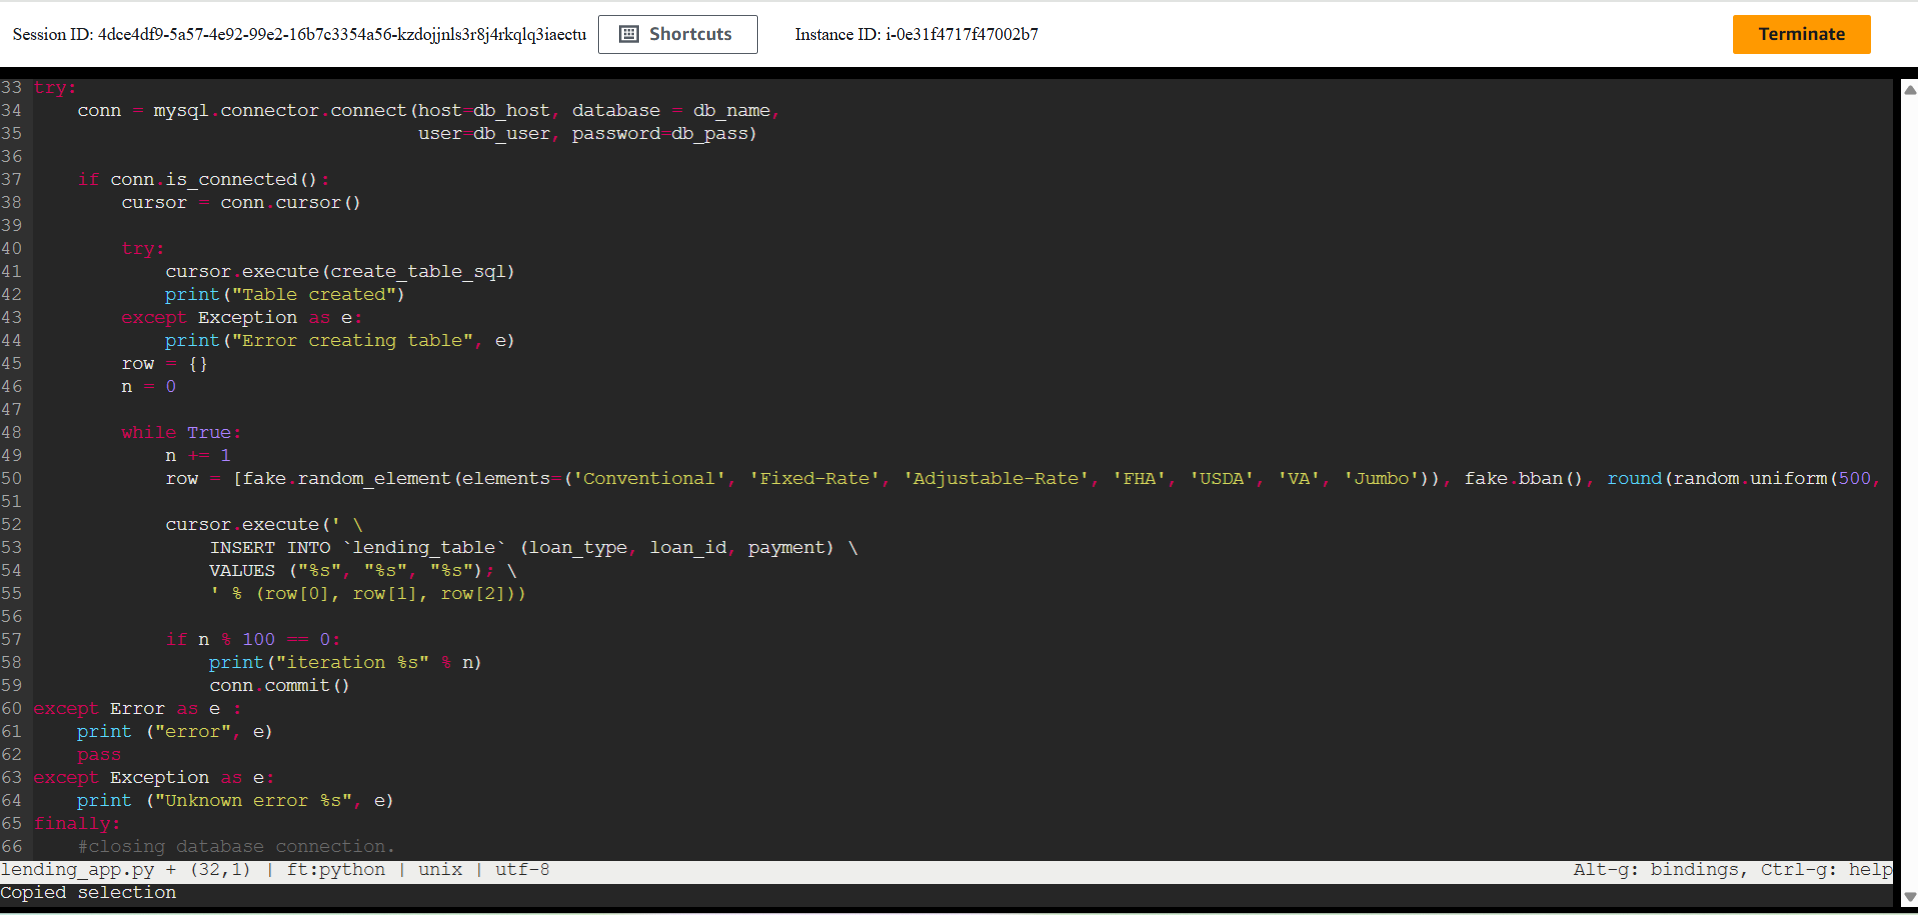 Session ID: 4dce4df9-5a57-4e92-99e2-16b7c3354a56-kzdojjnls3r8j4rkqlq3iaectu Shortcuts Instance ID: i-0e31f4717f47002b7 Terminate
33 try:
34     conn = mysql.connector.connect(host=db_host, database = db_name,
35                                    user=db_user, password=db_pass)
36
37     if conn.is_connected():
38         cursor = conn.cursor()
39
40         try:
41             cursor.execute(create_table_sql)
42             print("Table created")
43         except Exception as e:
44             print("Error creating table", e)
45         row = {}
46         n = 0
47
48         while True:
49             n += 1
50             row = [fake.random_element(elements=('Conventional', 'Fixed-Rate', 'Adjustable-Rate', 'FHA', 'USDA', 'VA', 'Jumbo')), fake.bban(), round(random.uniform(500,
51
52             cursor.execute(' \
53                 INSERT INTO `lending_table` (loan_type, loan_id, payment) \
54                 VALUES ("%s", "%s", "%s"); \
55                 ' % (row[0], row[1], row[2]))
56
57             if n % 100 == 0:
58                 print("iteration %s" % n)
59                 conn.commit()
60 except Error as e :
61     print ("error", e)
62     pass
63 except Exception as e:
64     print ("Unknown error %s", e)
65 finally:
66     #closing database connection.
lending_app.py + (32,1) | ft:python | unix | utf-8 Alt-g: bindings, Ctrl-g: help
Copied selection